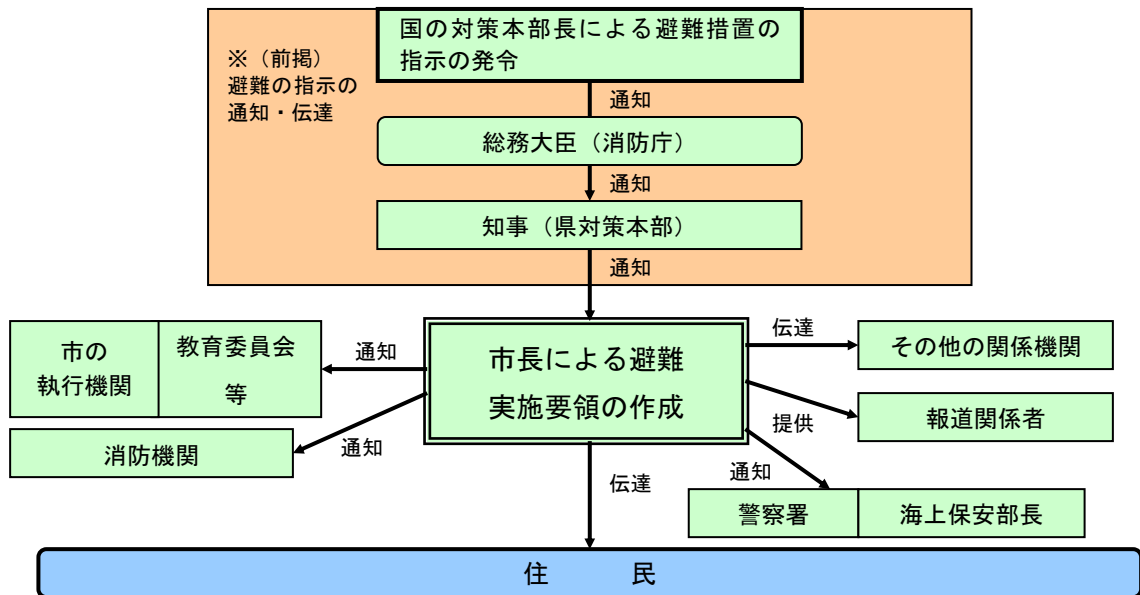 国の対策本部長による避難措置の
指示の発令
※（前掲）
避難の指示の
通知・伝達
通知
総務大臣（消防庁）
通知
知事（県対策本部）
通知
市の
執行機関
教育委員会
等
通知
市長による避難
実施要領の作成
伝達
その他の関係機関
報道関係者
提供
消防機関
通知
伝達
通知
警察署
海上保安部長
住　民